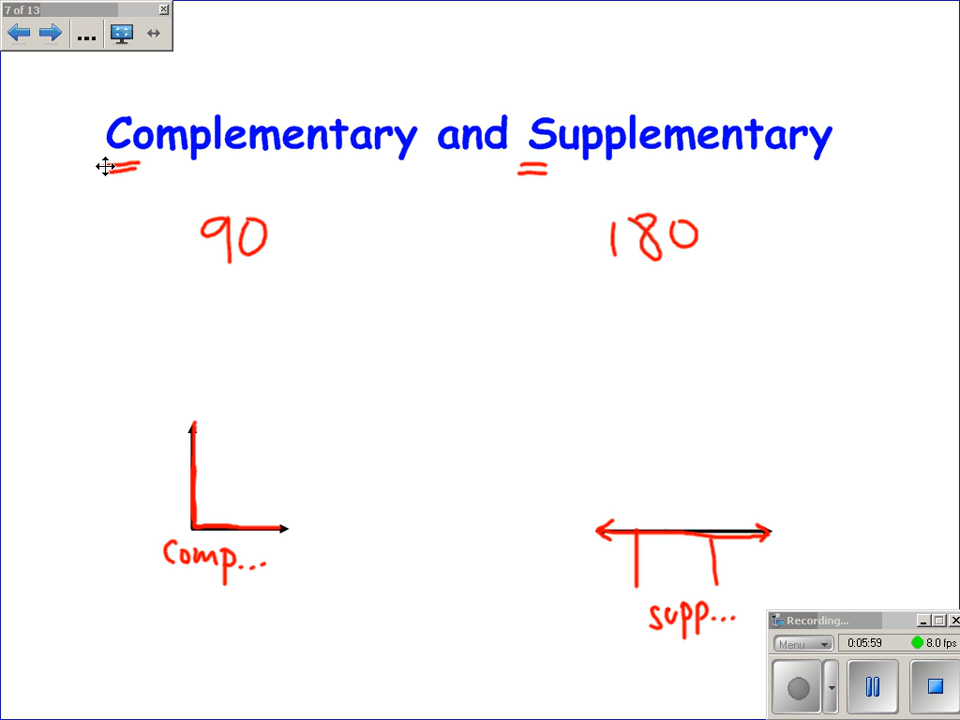 7 of 13
...
Complementary and Supplementary
90 180
Comp...
supp...
Recording...
Menu 0:05:59 8.0 fps